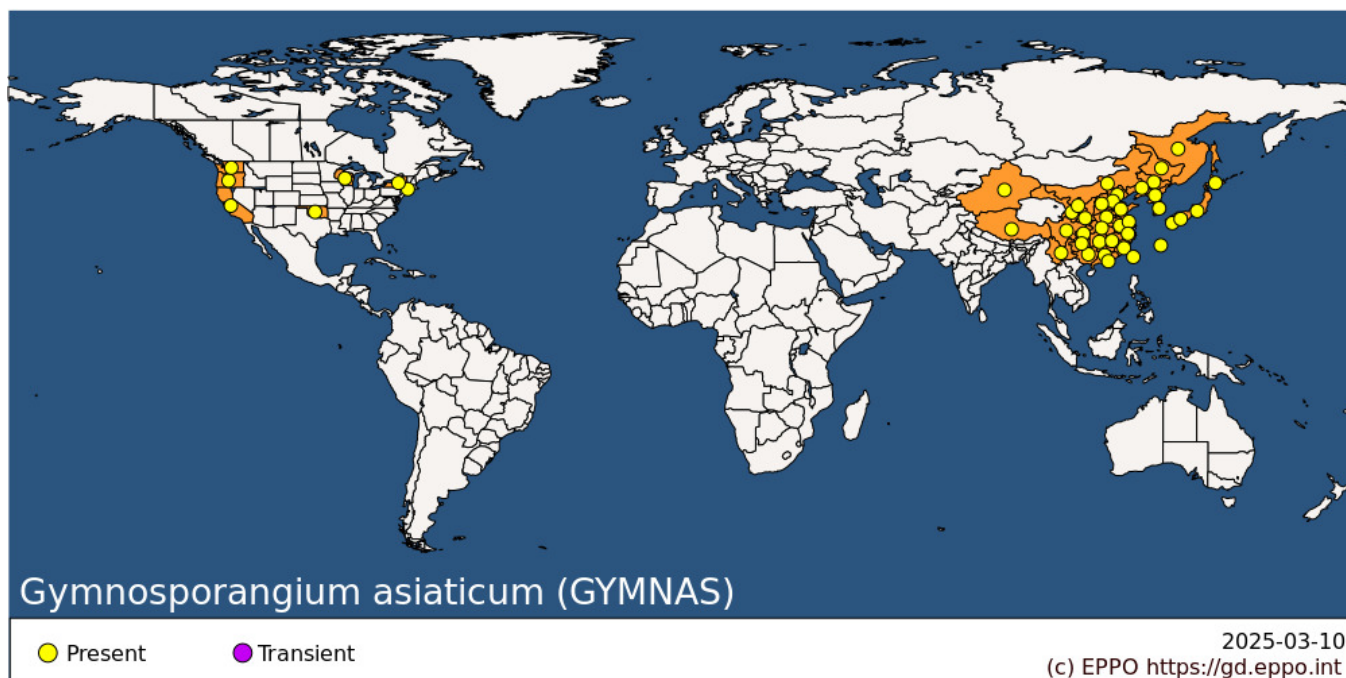 Gymnosporangium asiaticum (GYMNAS)
Present
Transient
2025-03-10
(c) EPPO https://gd.eppo.int